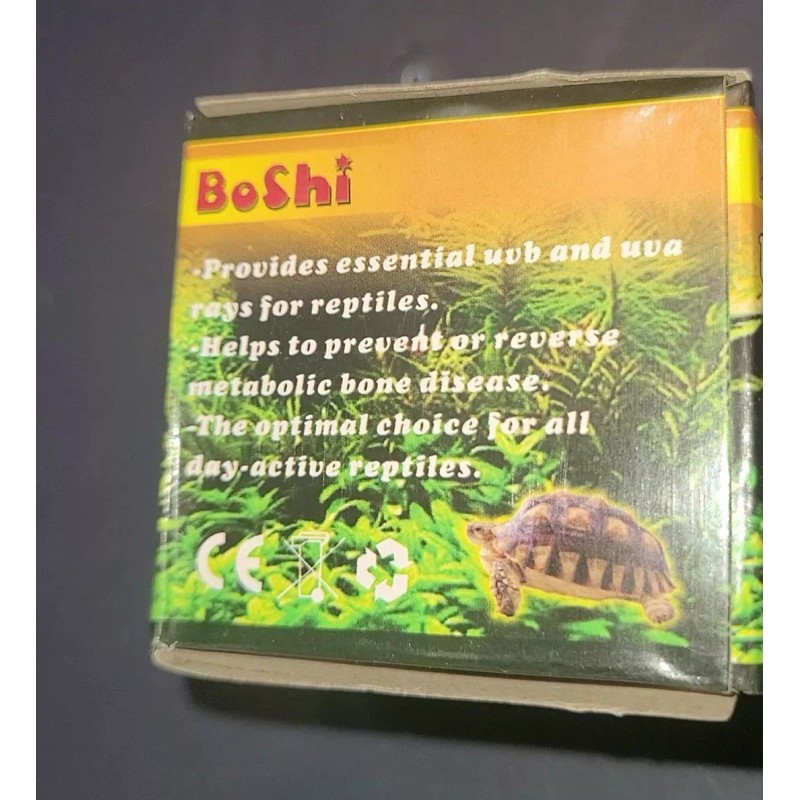 BoShi
-Provides essential uvb and uva
rays for reptiles.
-Helps to prevent or reverse
metabolic bone disease.
-The optimal choice for all
day-active reptiles.
CE